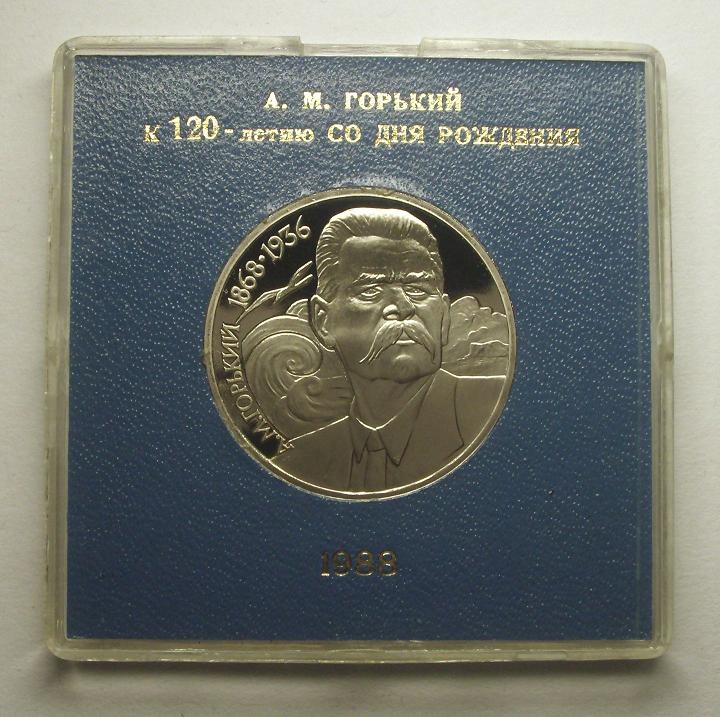 А. М. ГОРЬКИЙ
К 120-летию СО ДНЯ РОЖДЕНИЯ
А.М.ГОРЬКИЙ 1868•1936
1988